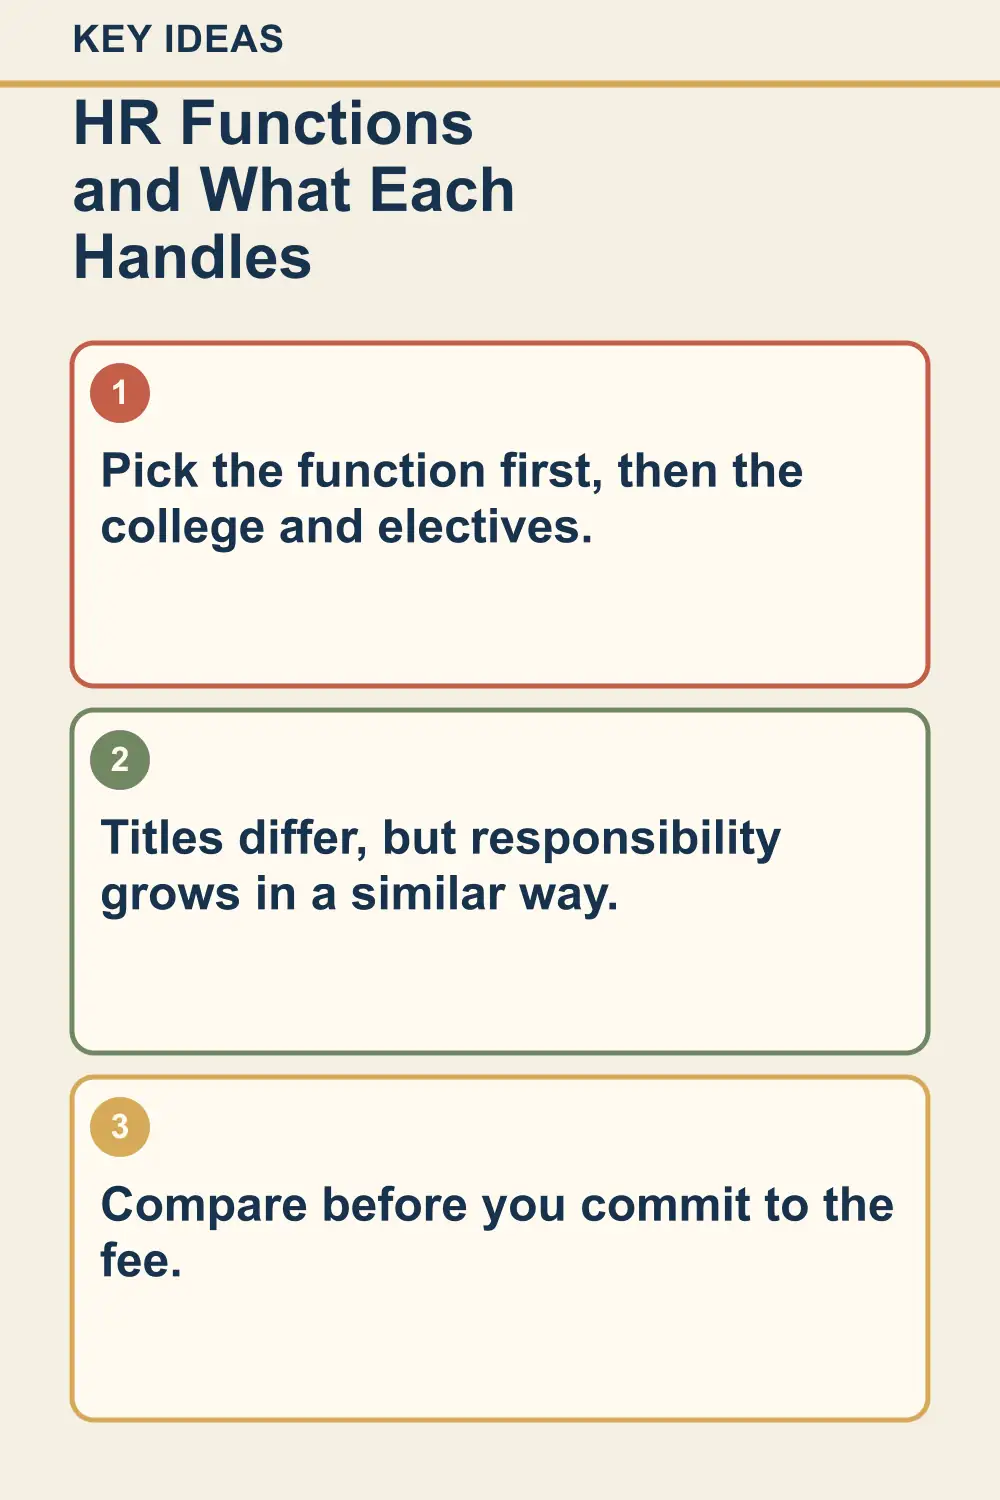 KEY IDEAS
HR Functions
and What Each
Handles
1
Pick the function first, then the
college and electives.
2
Titles differ, but responsibility
grows in a similar way.
3
Compare before you commit to the
fee.